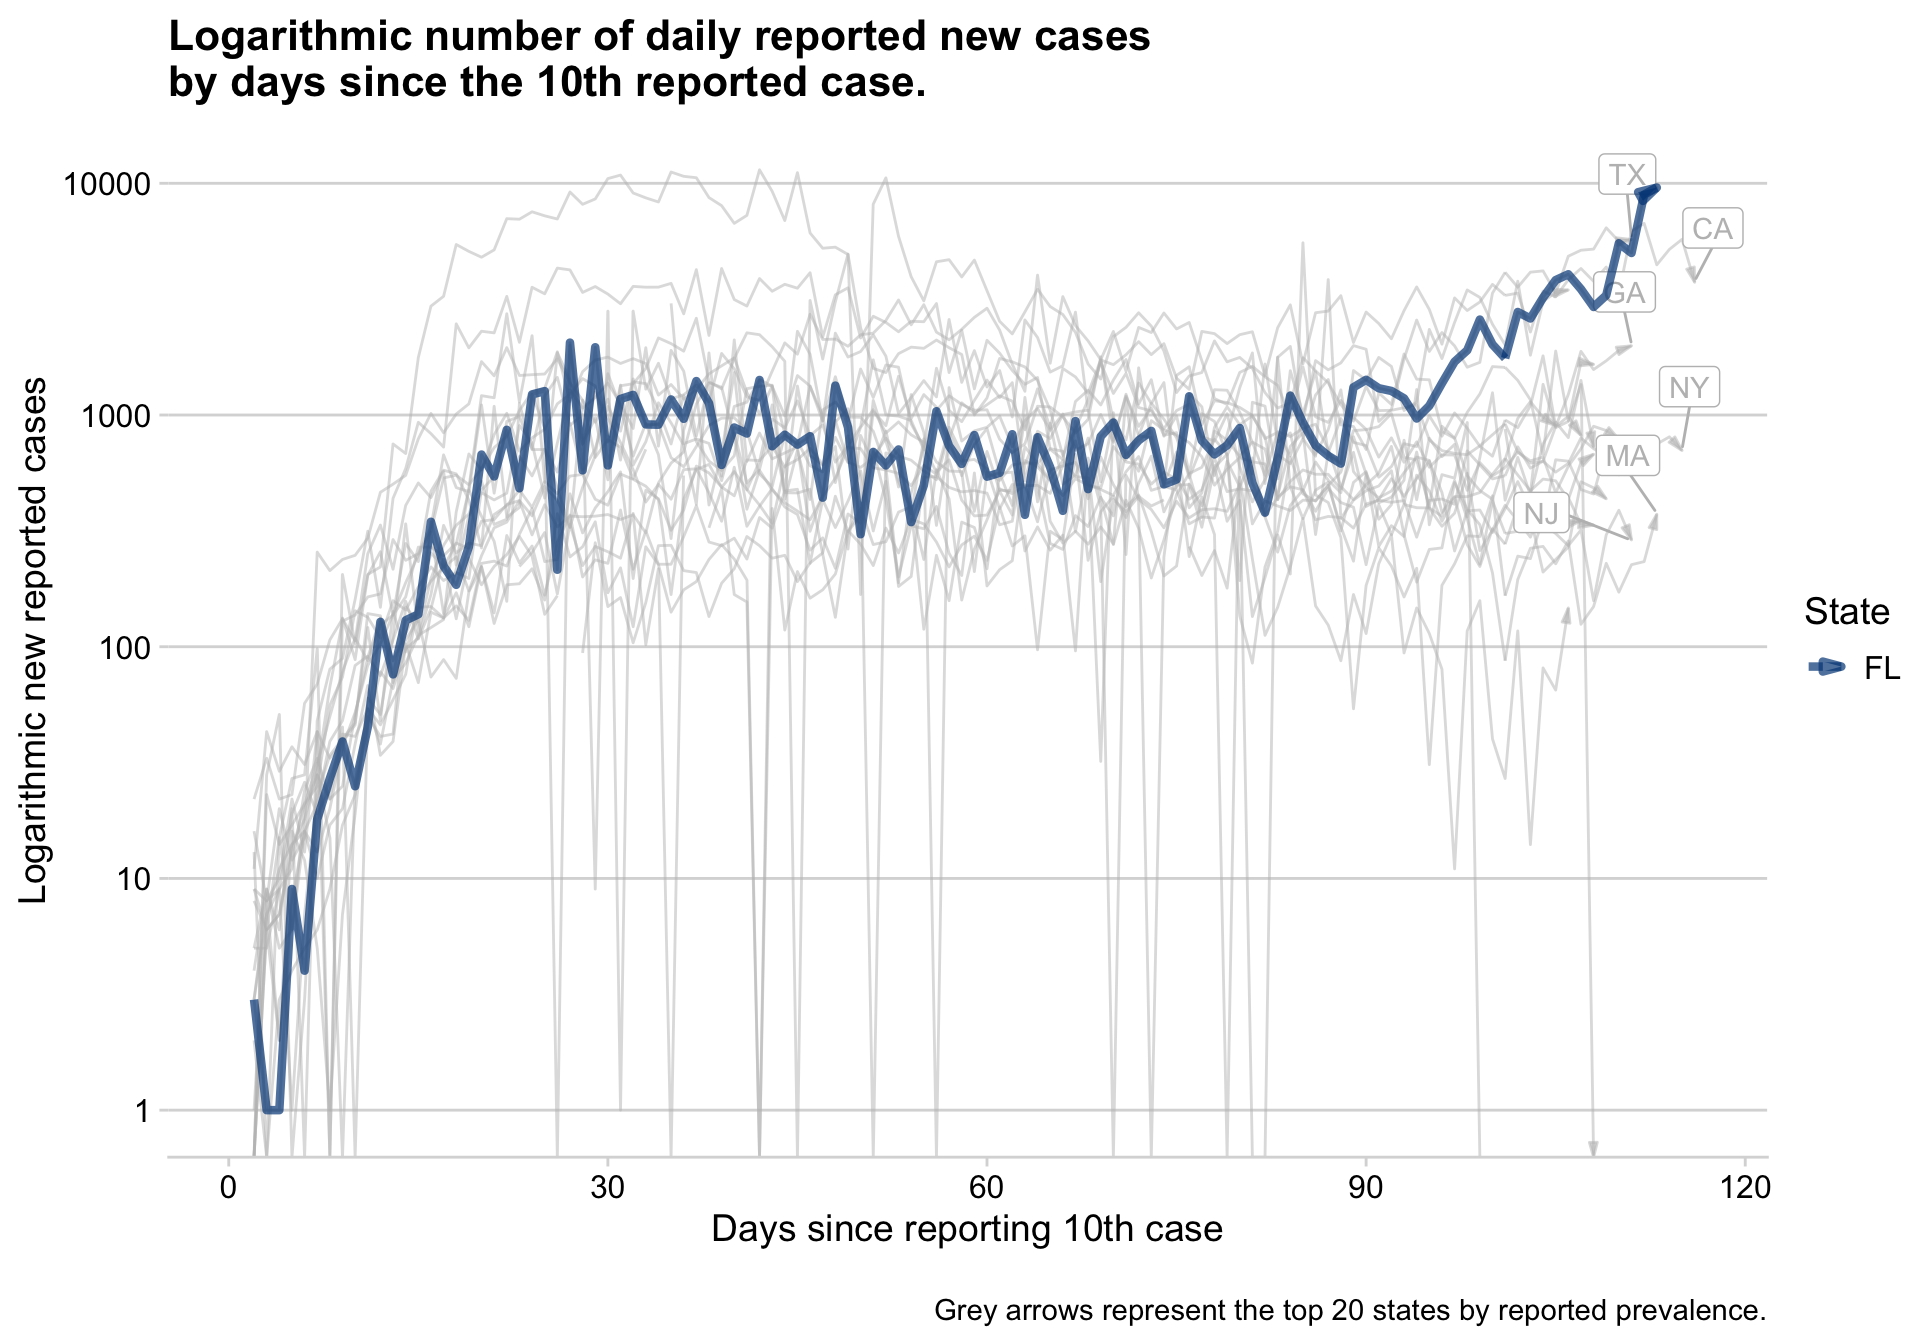 Logarithmic number of daily reported new cases
by days since the 10th reported case.
Logarithmic new reported cases
10000
1000
100
10
1
TX
CA
GA
NY
MA
NJ
State
FL
0
30
60
90
120
Days since reporting 10th case
Grey arrows represent the top 20 states by reported prevalence.